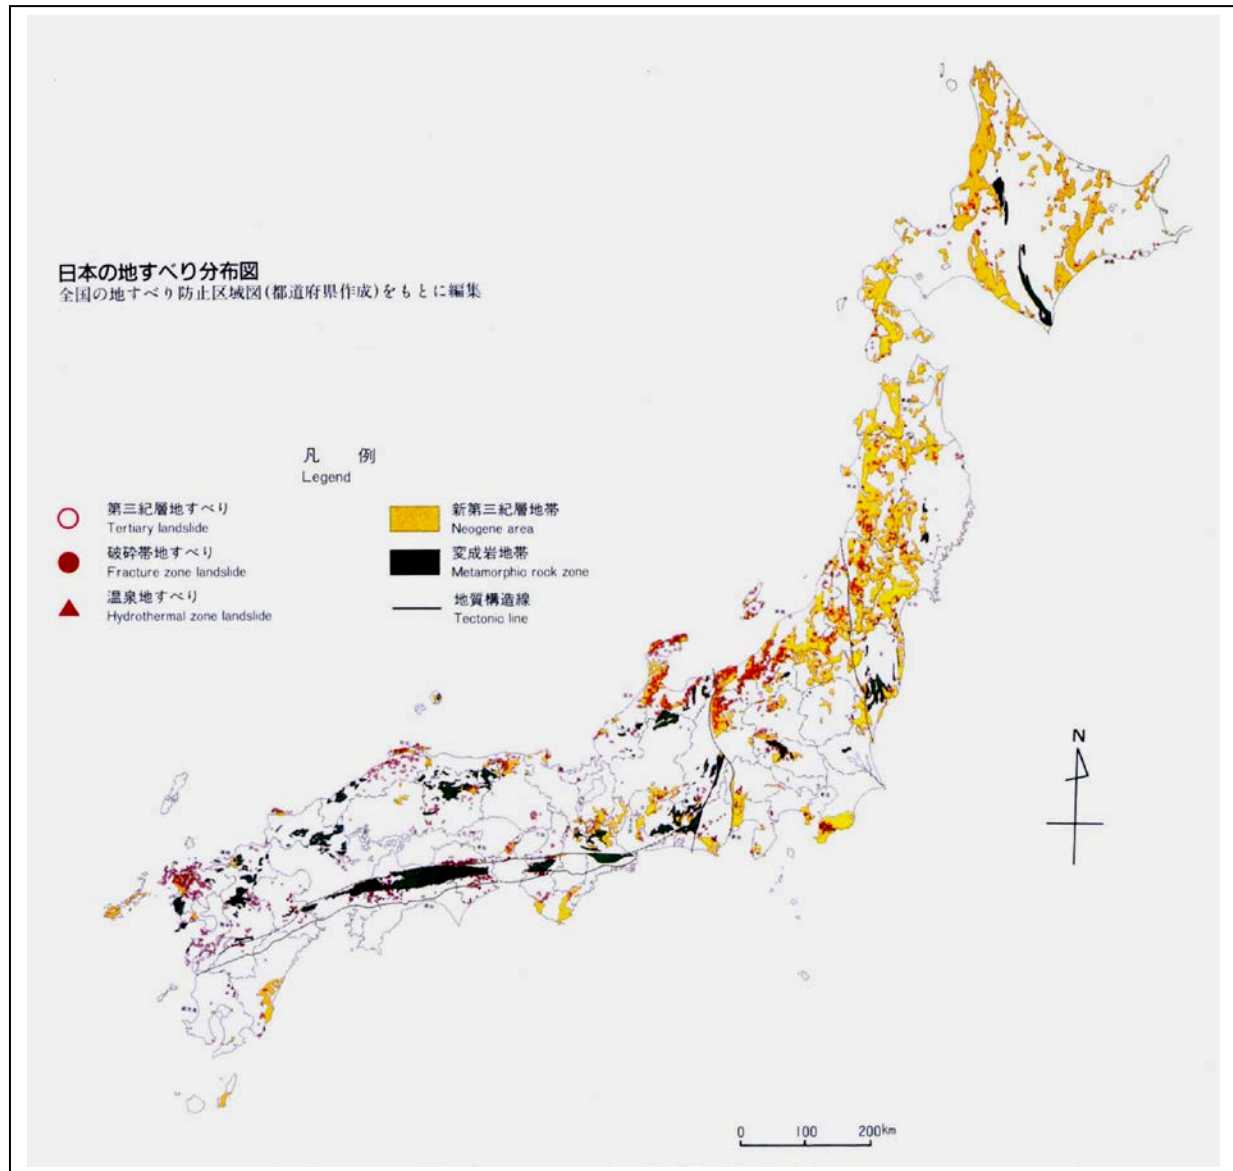 日本の地すべり分布図
全国の地すべり防止区域図(都道府県作成)をもとに編集
凡 例
Legend
第三紀層地すべり
Tertiary landslide
破砕帯地すべり
Fracture zone landslide
温泉地すべり
Hydrothermal zone landslide
新第三紀層地帯
Neogene area
変成岩地帯
Metamorphic rock zone
地質構造線
Tectonic line
N
0 100 200km